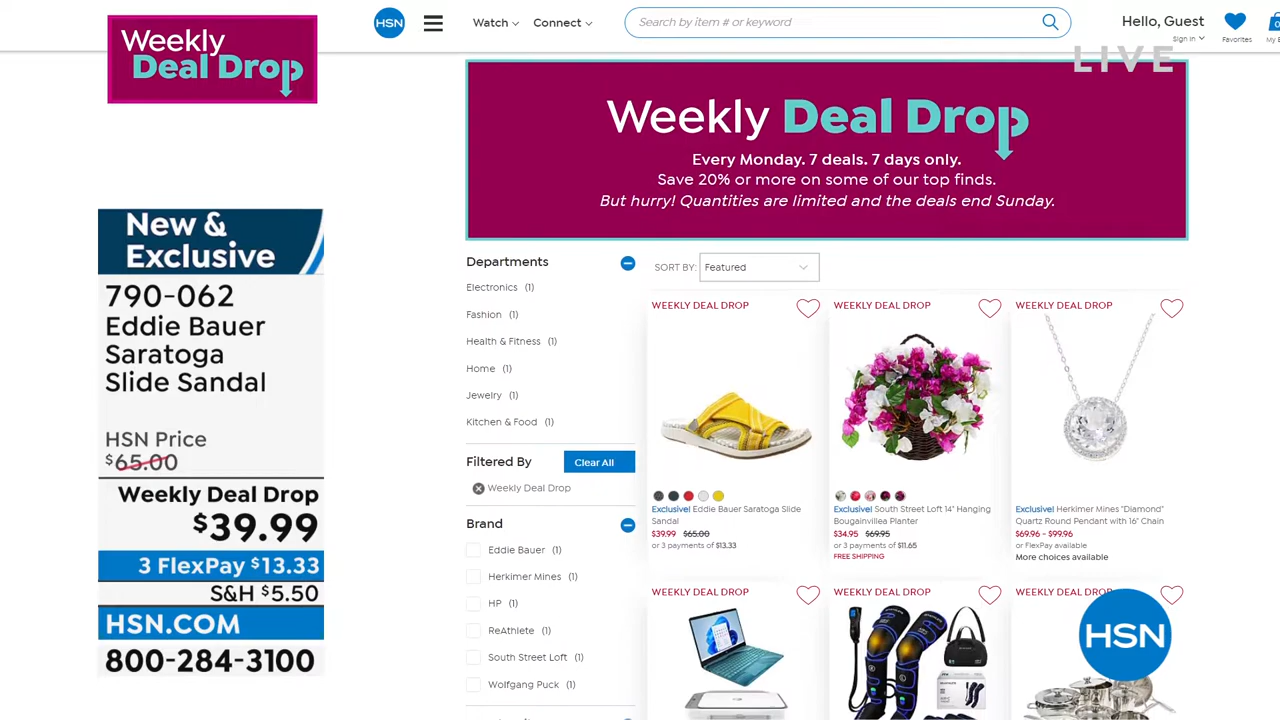 Weekly
Deal Drop
HSN
Watch
Connect
Search by item # or keyword
Hello, Guest
Sign In
Favorites
0
LIVE
Weekly Deal Drop
Every Monday. 7 deals. 7 days only.
Save 20% or more on some of our top finds.
But hurry! Quantities are limited and the deals end Sunday.
New &
Exclusive
790-062
Eddie Bauer
Saratoga
Slide Sandal
HSN Price
$65.00
Weekly Deal Drop
$39.99
3 FlexPay $13.33
S&H $5.50
HSN.COM
800-284-3100
Departments
Electronics (1)
Fashion (1)
Health & Fitness (1)
Home (1)
Jewelry (1)
Kitchen & Food (1)
Filtered By
Clear All
Weekly Deal Drop
Brand
Eddie Bauer (1)
Herkimer Mines (1)
HP (1)
ReAthlete (1)
South Street Loft (1)
Wolfgang Puck (1)
SORT BY: Featured
WEEKLY DEAL DROP
Exclusive! Eddie Bauer Saratoga Slide
Sandal
$39.99 $65.00
or 3 payments of $13.33
WEEKLY DEAL DROP
Exclusive! South Street Loft 14" Hanging
Bougainvillea Planter
$34.95 $69.95
or 3 payments of $11.65
FREE SHIPPING
WEEKLY DEAL DROP
Exclusive! Herkimer Mines "Diamond"
Quartz Round Pendant with 16" Chain
$69.96 - $99.96
or FlexPay available
More choices available
WEEKLY DEAL DROP
WEEKLY DEAL DROP
WEEKLY DEAL DROP
HSN